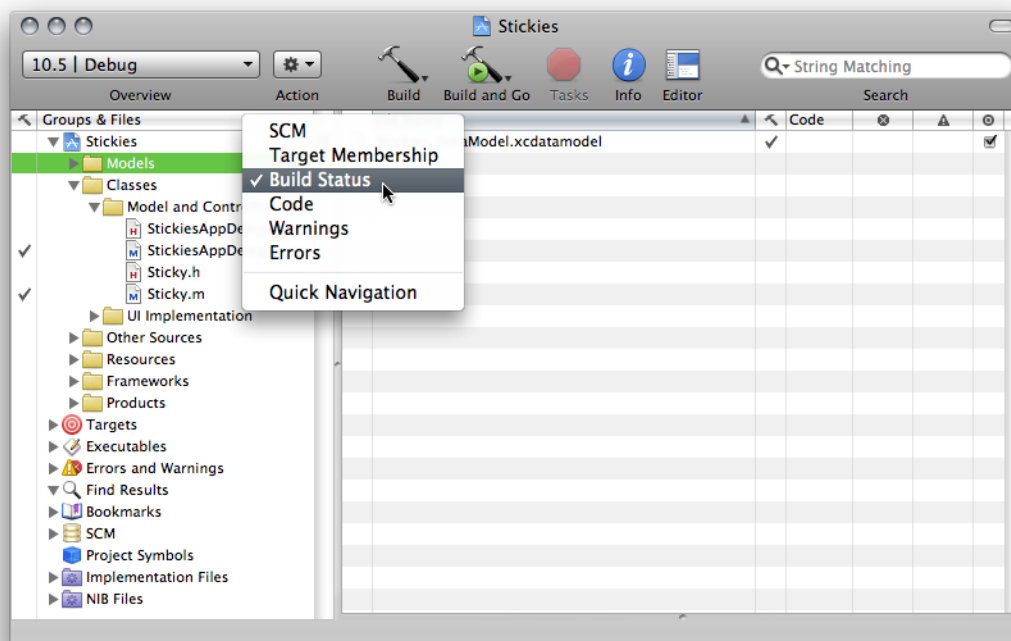 Stickies
10.5 | Debug
String Matching
Overview
Action
Build
Build and Go
Tasks
Info
Editor
Search
Groups & Files
Code
Stickies
Models
Classes
Model and Contr
StickiesAppDe
StickiesAppDe
Sticky.h
Sticky.m
UI Implementation
Other Sources
Resources
Frameworks
Products
Targets
Executables
Errors and Warnings
Find Results
Bookmarks
SCM
Project Symbols
Implementation Files
NIB Files
SCM
Target Membership
✓ Build Status
Code
Warnings
Errors
Quick Navigation
aModel.xcdatamodel